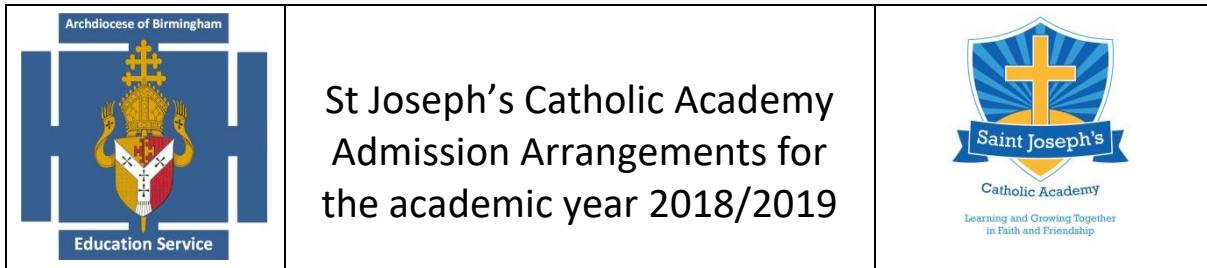 Archdiocese of Birmingham
Education Service
St Joseph's Catholic Academy
Admission Arrangements for
the academic year 2018/2019
Saint Joseph's
Catholic Academy
Learning and Growing Together
in Faith and Friendship